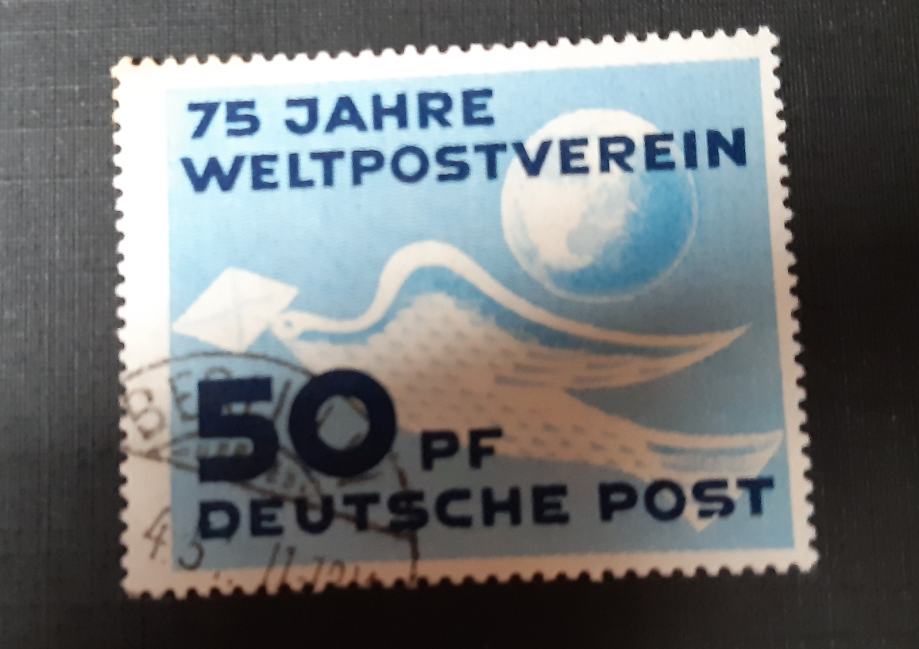 75 JAHRE
WELTPOSTVEREIN
50 PF
DEUTSCHE POST